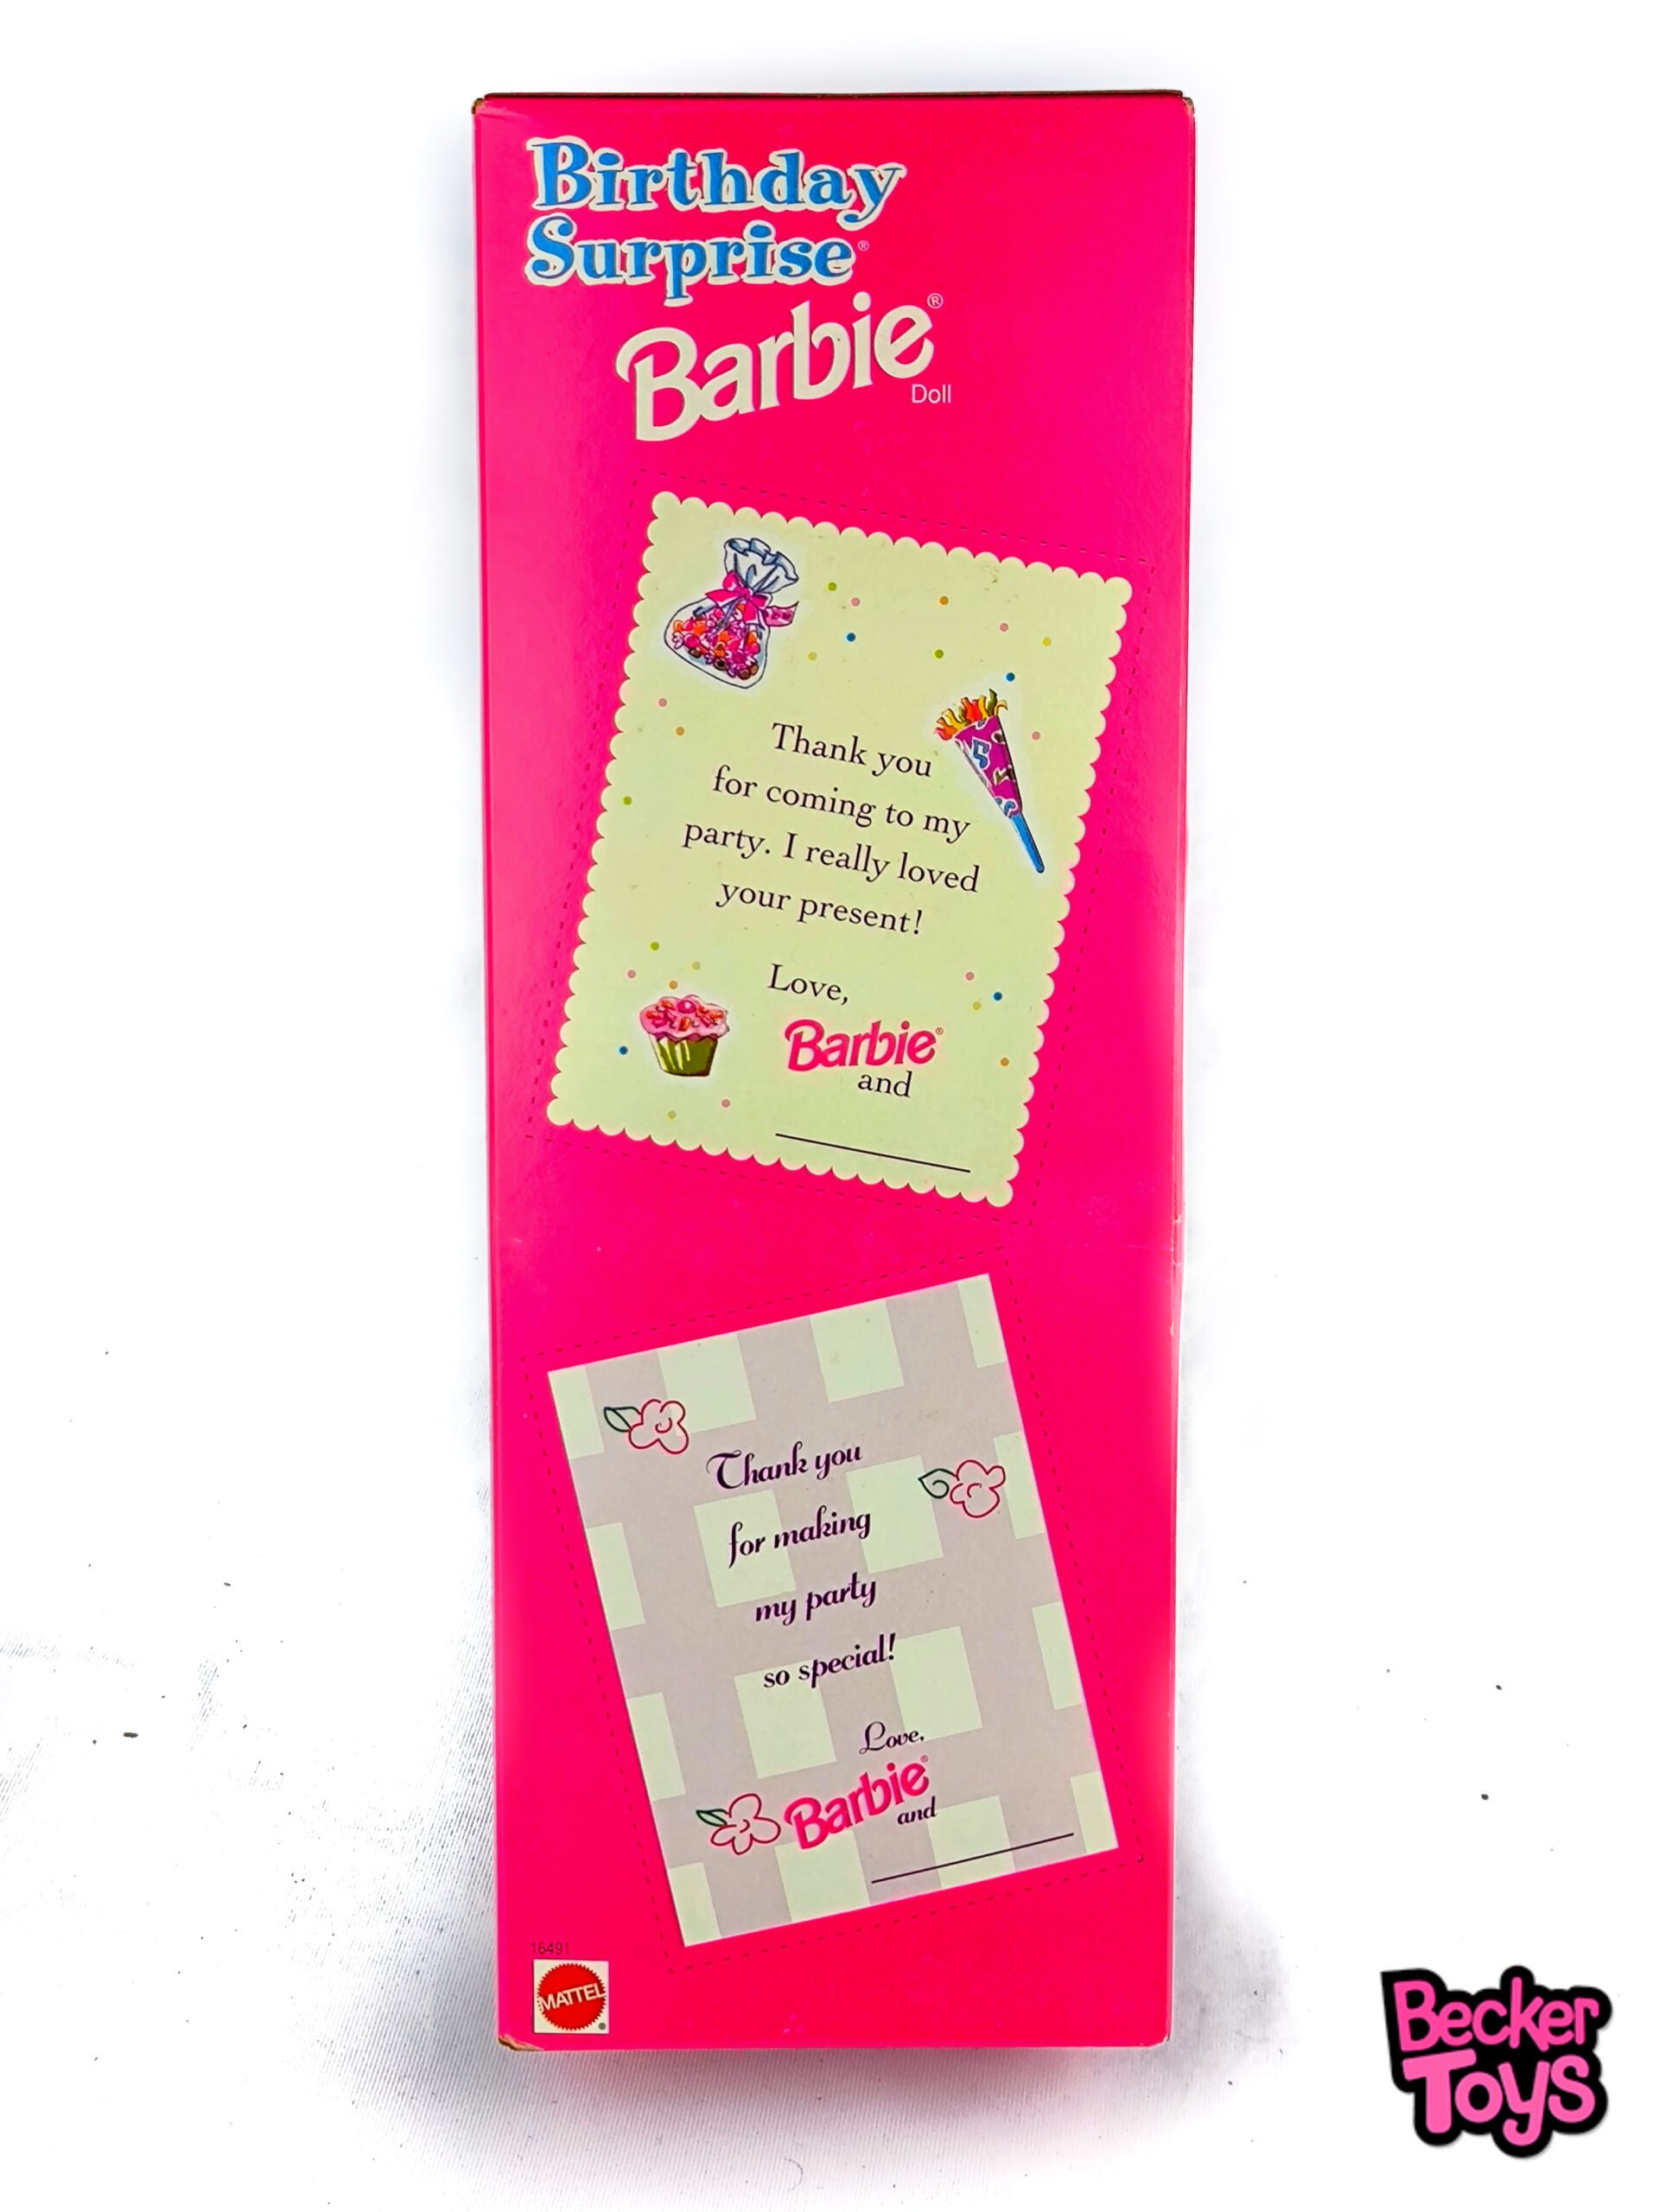 Birthday
Surprise®
Barbie®
Doll
Thank you
for coming to my
party. I really loved
your present!
Love,
Barbie®
and
Thank you
for making
my party
so special!
Love,
Barbie®
and
16491
MATTEL®
Becker
Toys